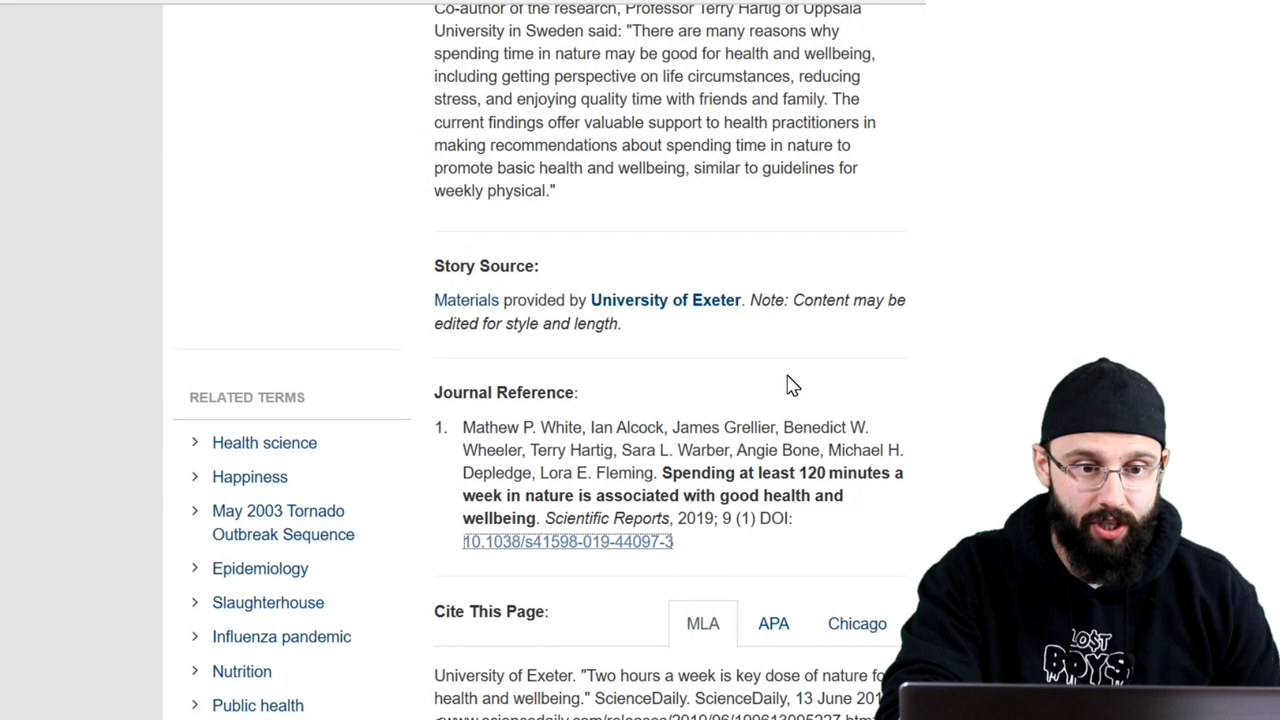 Co-author of the research, Professor Terry Hartig of Uppsala
University in Sweden said: "There are many reasons why
spending time in nature may be good for health and wellbeing,
including getting perspective on life circumstances, reducing
stress, and enjoying quality time with friends and family. The
current findings offer valuable support to health practitioners in
making recommendations about spending time in nature to
promote basic health and wellbeing, similar to guidelines for
weekly physical."
Story Source:
Materials provided by University of Exeter. Note: Content may be
edited for style and length.
Journal Reference:
1. Mathew P. White, Ian Alcock, James Grellier, Benedict W.
Wheeler, Terry Hartig, Sara L. Warber, Angie Bone, Michael H.
Depledge, Lora E. Fleming. Spending at least 120 minutes a
week in nature is associated with good health and
wellbeing. Scientific Reports, 2019; 9 (1) DOI:
10.1038/s41598-019-44097-3
Cite This Page:
MLA
APA
Chicago
University of Exeter. "Two hours a week is key dose of nature
health and wellbeing." ScienceDaily. ScienceDaily, 13 June
RELATED TERMS
Health science
Happiness
May 2003 Tornado
Outbreak Sequence
Epidemiology
Slaughterhouse
Influenza pandemic
Nutrition
Public health
LO$T
BOYS